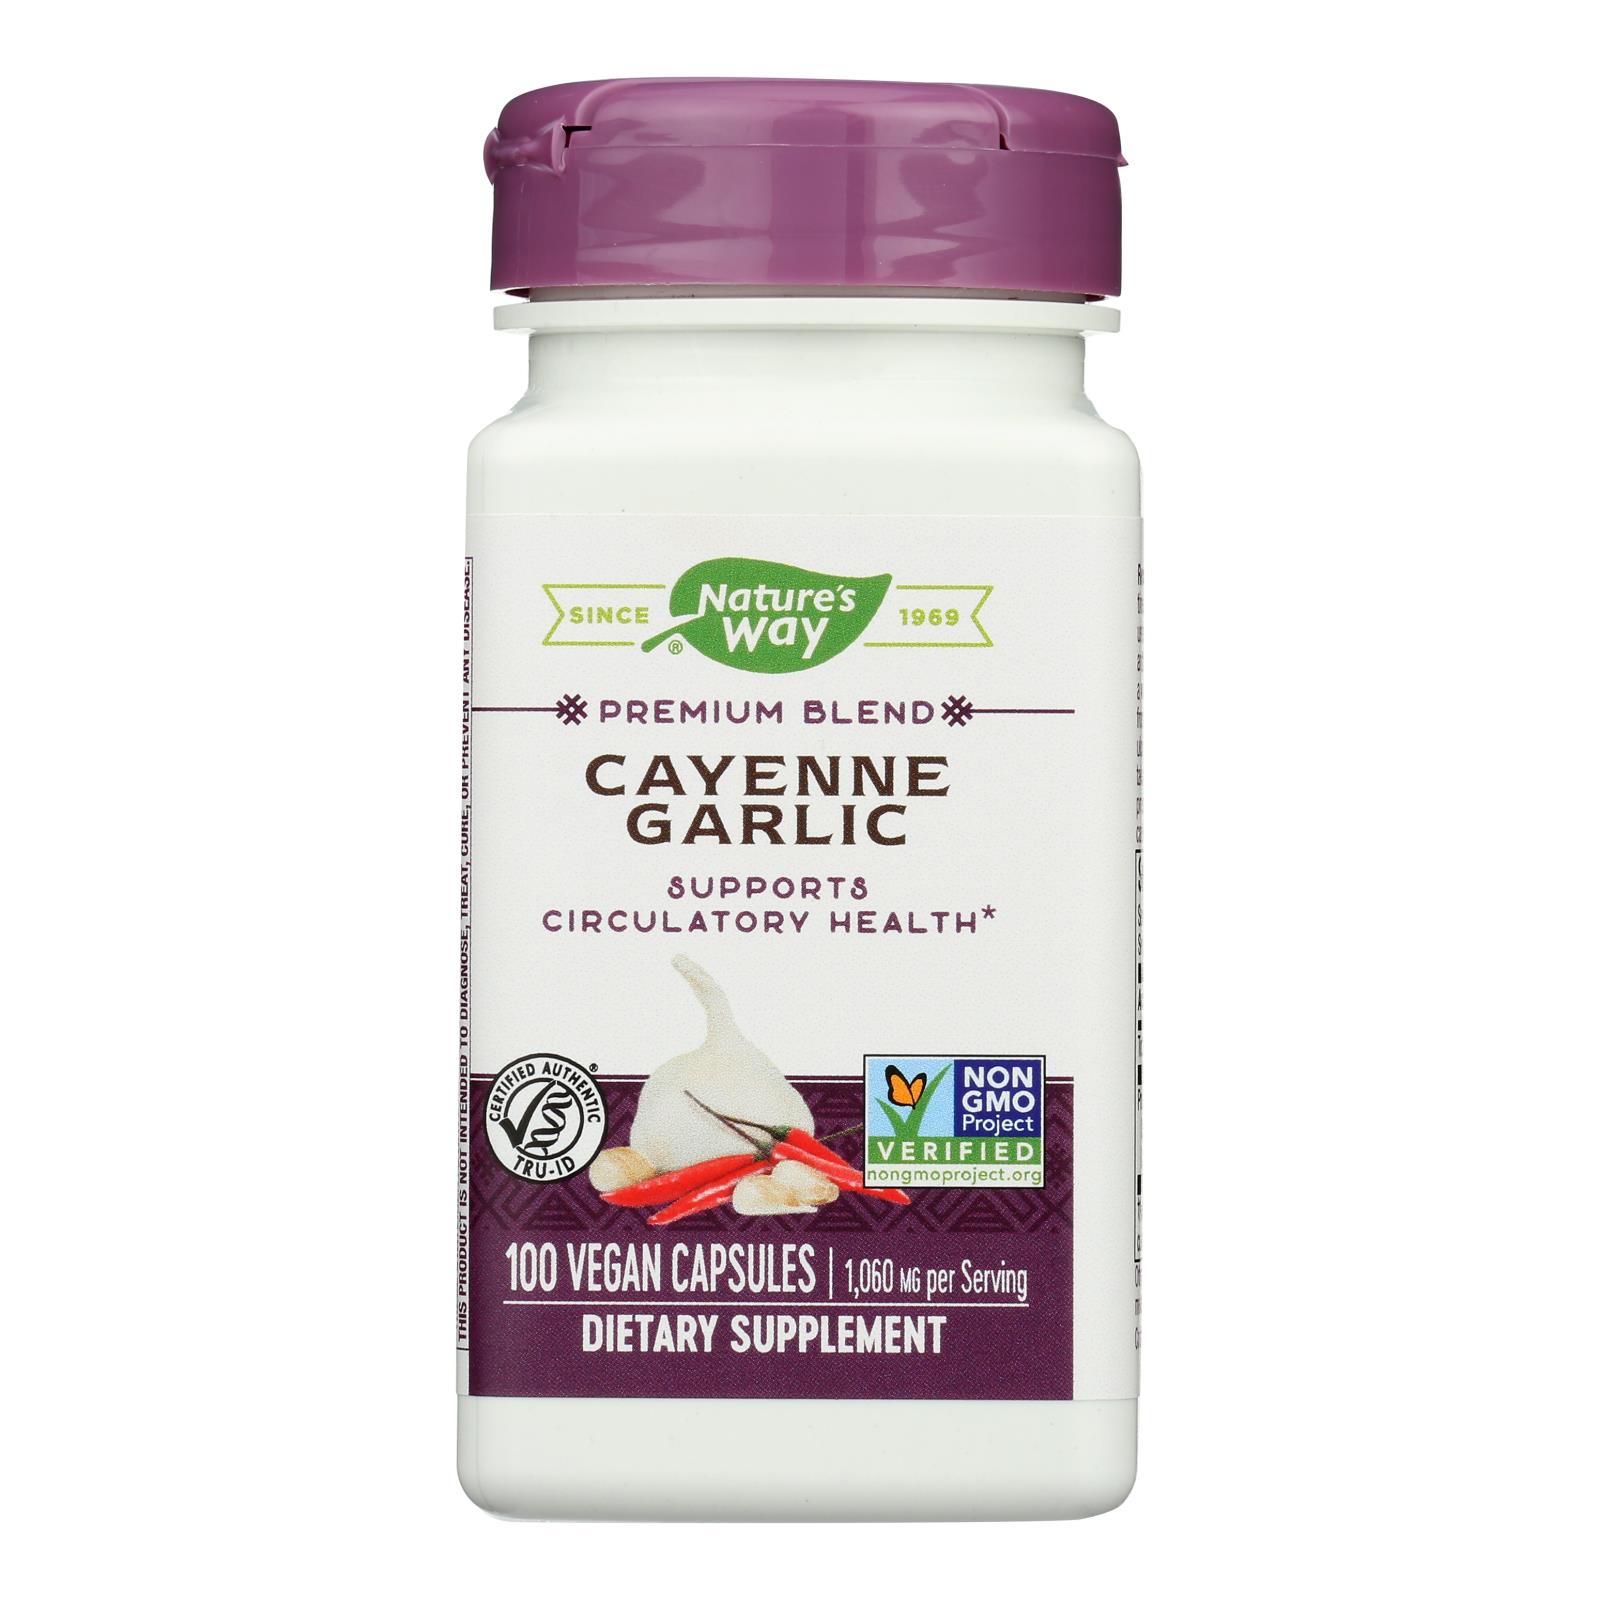 SINCE
Nature's
Way
®
1969
PREMIUM BLEND
CAYENNE
GARLIC
SUPPORTS
CIRCULATORY HEALTH*
CERTIFIED AUTHENTIC®
TRU-ID
NON
GMO
Project
VERIFIED
nongmoproject.org
100 VEGAN CAPSULES | 1,060 MG per Serving
DIETARY SUPPLEMENT
THIS PRODUCT IS NOT INTENDED TO DIAGNOSE, TREAT, CURE, OR PREVENT ANY DISEASE.